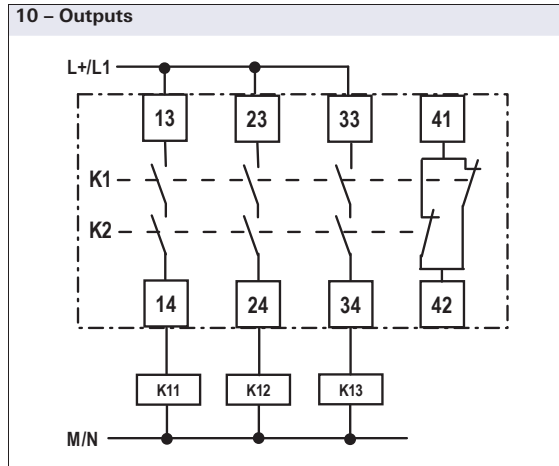 10 – Outputs
L+/L1
13 23 33 41
K1
K2
14 24 34 42
K11 K12 K13
M/N